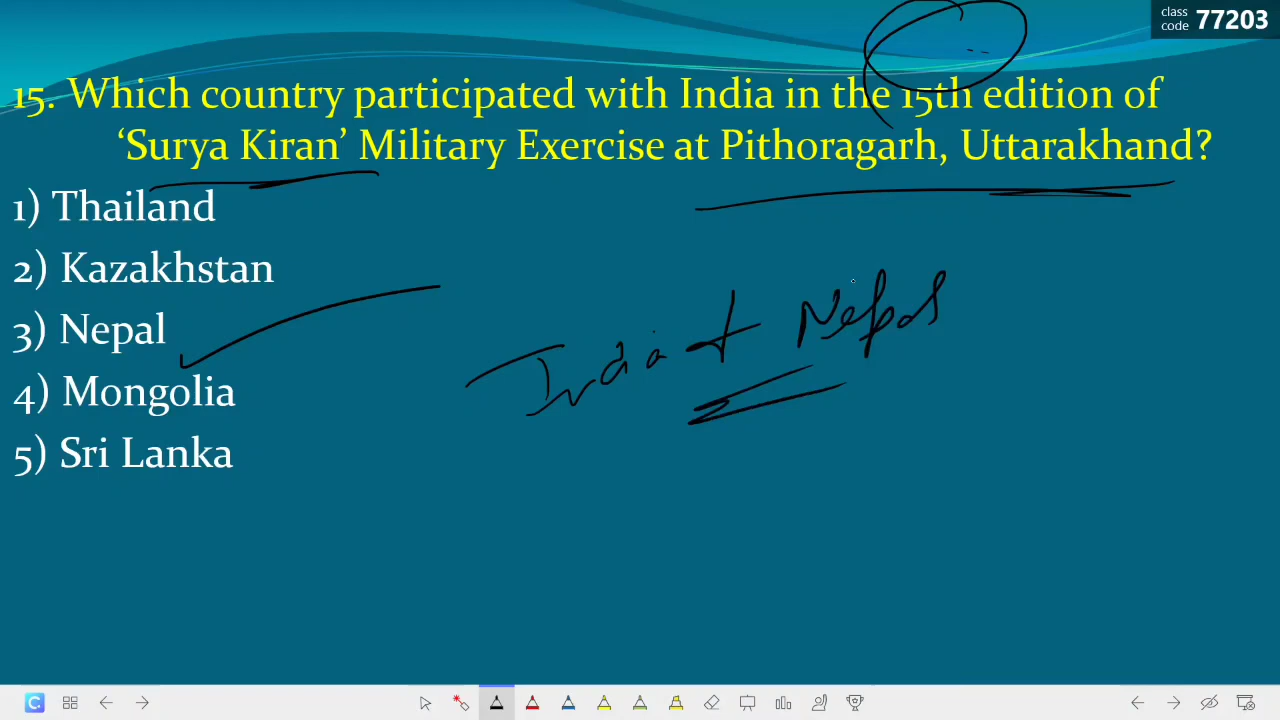 class
code 77203
15. Which country participated with India in the 15th edition of
‘Surya Kiran’ Military Exercise at Pithoragarh, Uttarakhand?
1) Thailand
2) Kazakhstan
3) Nepal
4) Mongolia
5) Sri Lanka
India + Nepal